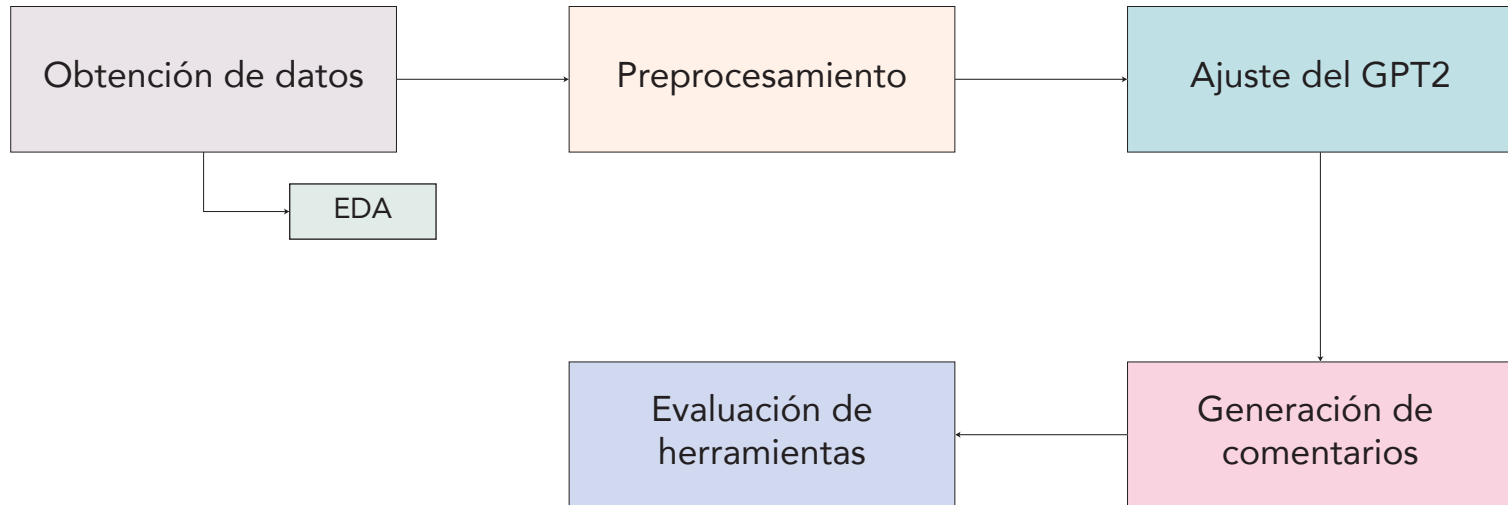 Obtención de datos
Preprocesamiento
Ajuste del GPT2
EDA
Evaluación de
herramientas
Generación de
comentarios